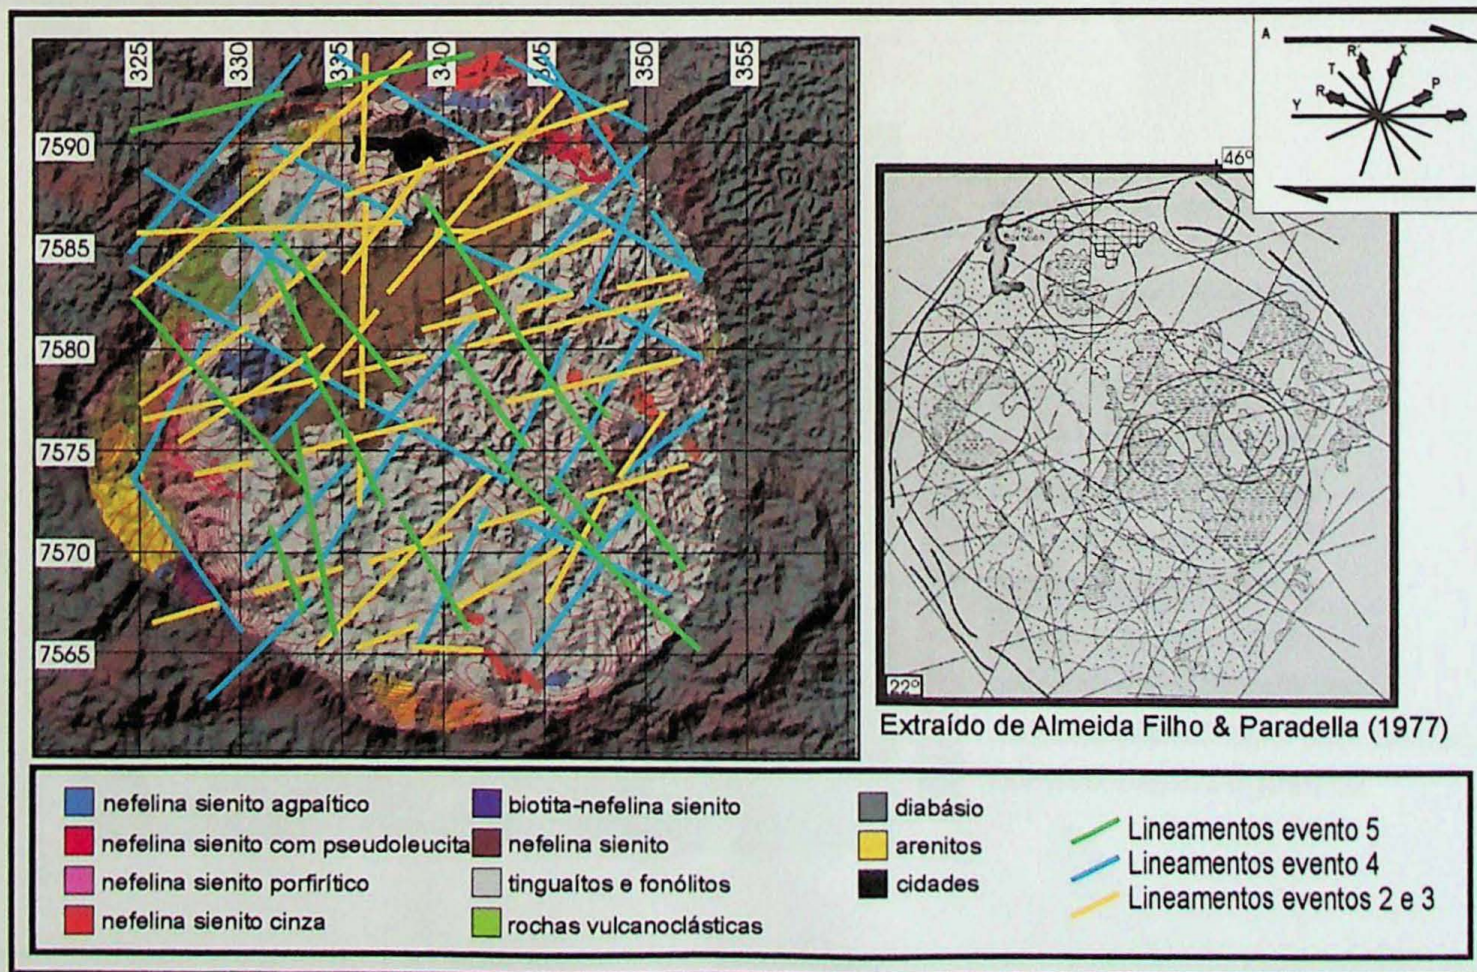 325
330
335
340
345
350
355
7590
7585
7580
7575
7570
7565
A
R'
X
T
R
P
Y
46º
22º
Extraído de Almeida Filho & Paradella (1977)
nefelina sienito agpaítico
nefelina sienito com pseudoleucita
nefelina sienito porfirítico
nefelina sienito cinza
biotita-nefelina sienito
nefelina sienito
tinguaítos e fonólitos
rochas vulcanoclásticas
diabásio
arenitos
cidades
Lineamentos evento 5
Lineamentos evento 4
Lineamentos eventos 2 e 3